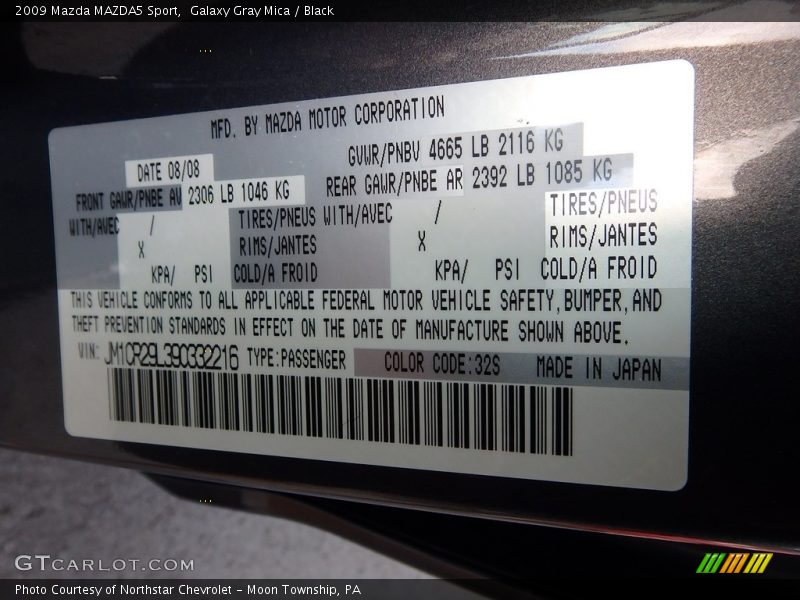 2009 Mazda MAZDA5 Sport,  Galaxy Gray Mica / Black
MFD. BY MAZDA MOTOR CORPORATION
GVWR/PNBV 4665 LB 2116 KG
DATE 08/08
FRONT GAWR/PNBE AV 2306 LB 1046 KG
REAR GAWR/PNBE AR 2392 LB 1085 KG
WITH/AVEC / TIRES/PNEUS WITH/AVEC / TIRES/PNEUS
X RIMS/JANTES X RIMS/JANTES
KPA/ PSI COLD/A FROID KPA/ PSI COLD/A FROID
THIS VEHICLE CONFORMS TO ALL APPLICABLE FEDERAL MOTOR VEHICLE SAFETY,BUMPER,AND
THEFT PREVENTION STANDARDS IN EFFECT ON THE DATE OF MANUFACTURE SHOWN ABOVE.
VIN: JM1CR29L390332216 TYPE:PASSENGER COLOR CODE:32S MADE IN JAPAN
GTCARLOT.COM
Photo Courtesy of Northstar Chevrolet - Moon Township, PA